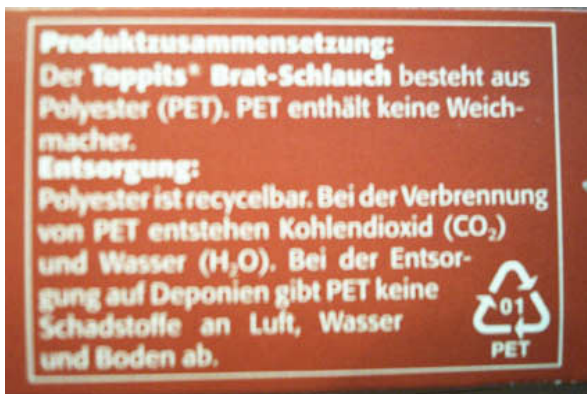 Produktzusammensetzung:
Der Toppits® Brat-Schlauch besteht aus
Polyester (PET). PET enthält keine Weich-
macher.
Entsorgung:
Polyester ist recycelbar. Bei der Verbrennung
von PET entstehen Kohlendioxid (CO₂)
und Wasser (H₂O). Bei der Entsor-
gung auf Deponien gibt PET keine
Schadstoffe an Luft, Wasser
und Boden ab.
01
PET